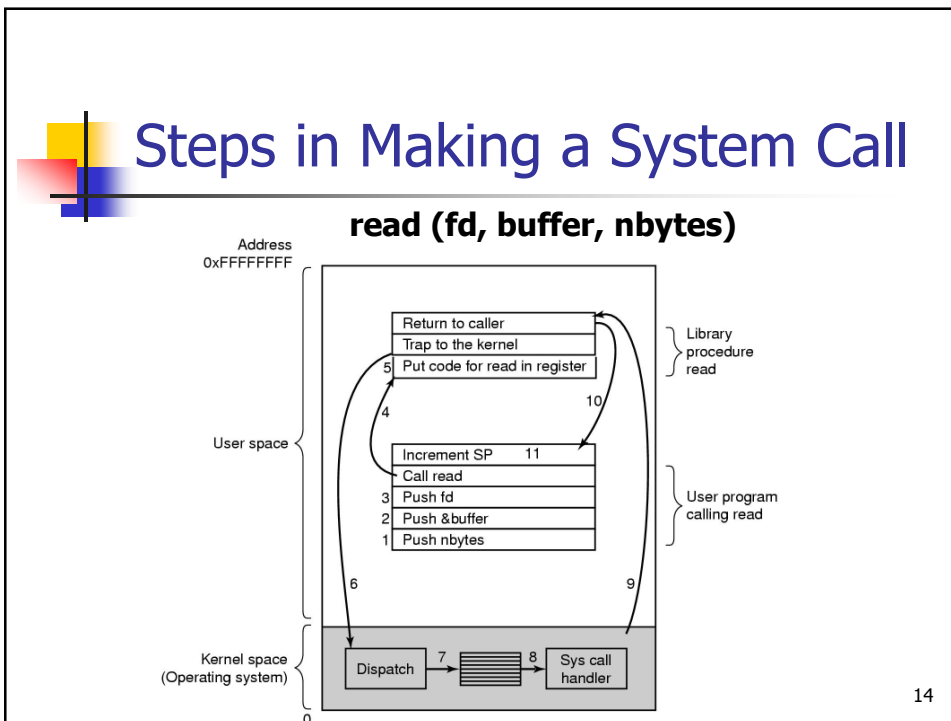 Steps in Making a System Call
read (fd, buffer, nbytes)
Address
0xFFFFFFFF
Return to caller
Trap to the kernel
5 Put code for read in register
Library
procedure
read
4
10
User space
Increment SP 11
Call read
3 Push fd
2 Push &buffer
1 Push nbytes
User program
calling read
6
9
Kernel space
(Operating system)
Dispatch
7
8
Sys call
handler
0
14